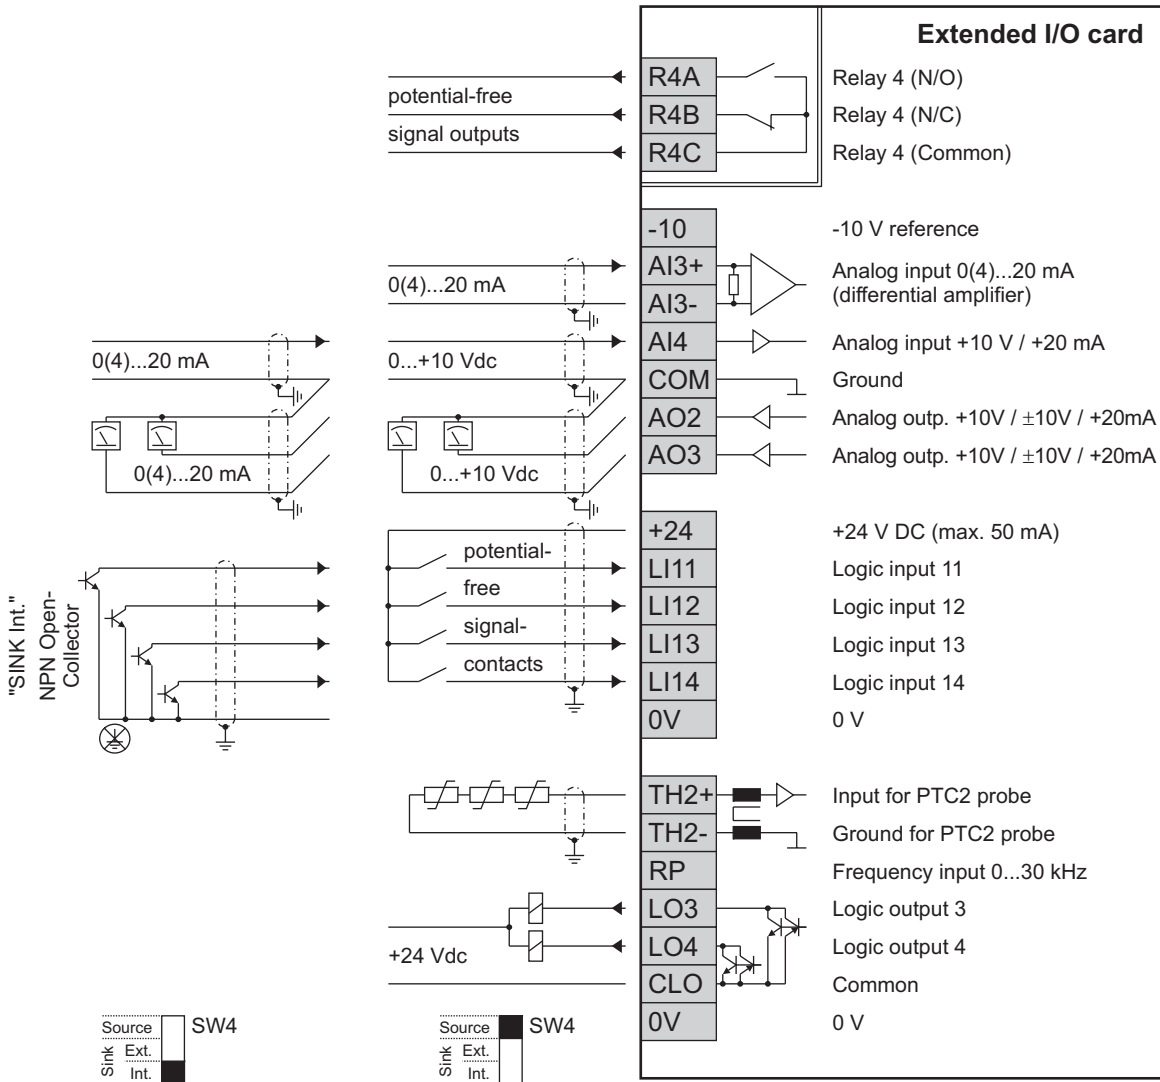 Extended I/O card
R4A Relay 4 (N/O)
potential-free
R4B Relay 4 (N/C)
signal outputs
R4C Relay 4 (Common)
-10 -10 V reference
AI3+ Analog input 0(4)...20 mA
0(4)...20 mA
(differential amplifier)
AI3-
AI4 Analog input +10 V / +20 mA
0(4)...20 mA 0...+10 Vdc
COM Ground
AO2 Analog outp. +10V / ±10V / +20mA
AO3 Analog outp. +10V / ±10V / +20mA
0(4)...20 mA 0...+10 Vdc
+24 +24 V DC (max. 50 mA)
potential-
LI11 Logic input 11
free
LI12 Logic input 12
signal-
LI13 Logic input 13
contacts
LI14 Logic input 14
0V 0 V
"SINK Int."
NPN Open-
Collector
TH2+ Input for PTC2 probe
TH2- Ground for PTC2 probe
RP Frequency input 0...30 kHz
LO3 Logic output 3
LO4 Logic output 4
+24 Vdc
CLO Common
0V 0 V
Source SW4
Sink
Ext.
Int.
Source SW4
Sink
Ext.
Int.